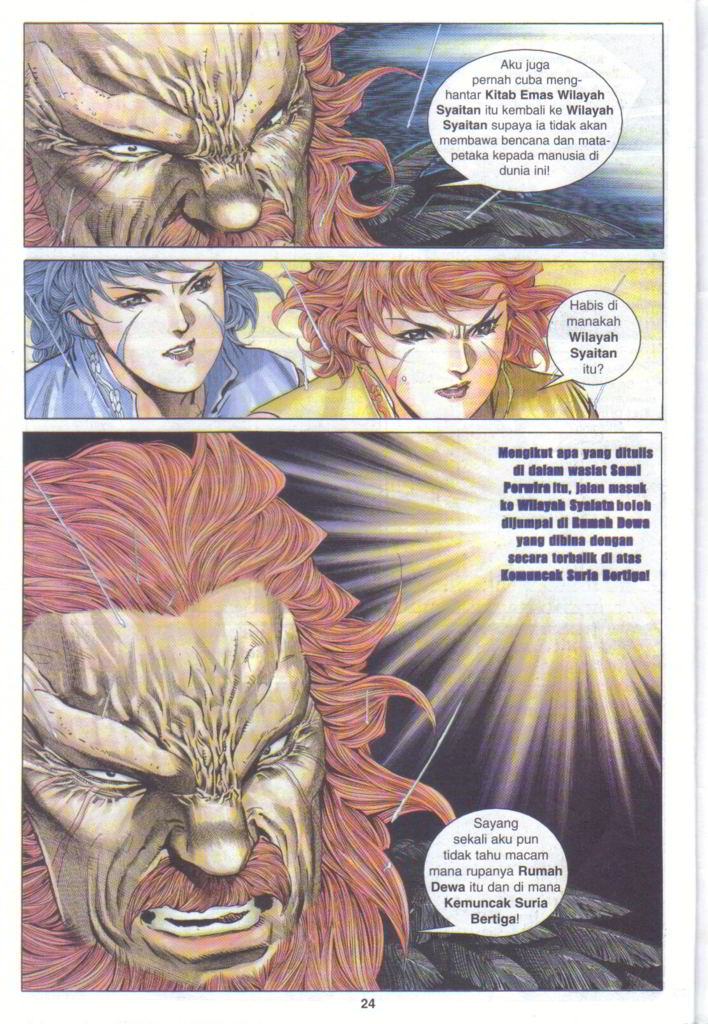 Aku juga
pernah cuba meng-
hantar Kitab Emas Wilayah
Syaitan itu kembali ke Wilayah
Syaitan supaya ia tidak akan
membawa bencana dan mala-
petaka kepada manusia di
dunia ini!
Habis di
manakah
Wilayah
Syaitan
itu?
Mengikut apa yang ditulis
di dalam wasiat Sami
Perwira itu, jalan masuk
ke Wilayah Syaiatn boleh
dijumpai di Rumah Dewa
yang dibina dengan
secara terbalik di atas
Kemuncak Suria Bertiga!
Sayang
sekali aku pun
tidak tahu macam
mana rupanya Rumah
Dewa itu dan di mana
Kemuncak Suria
Bertiga!
24